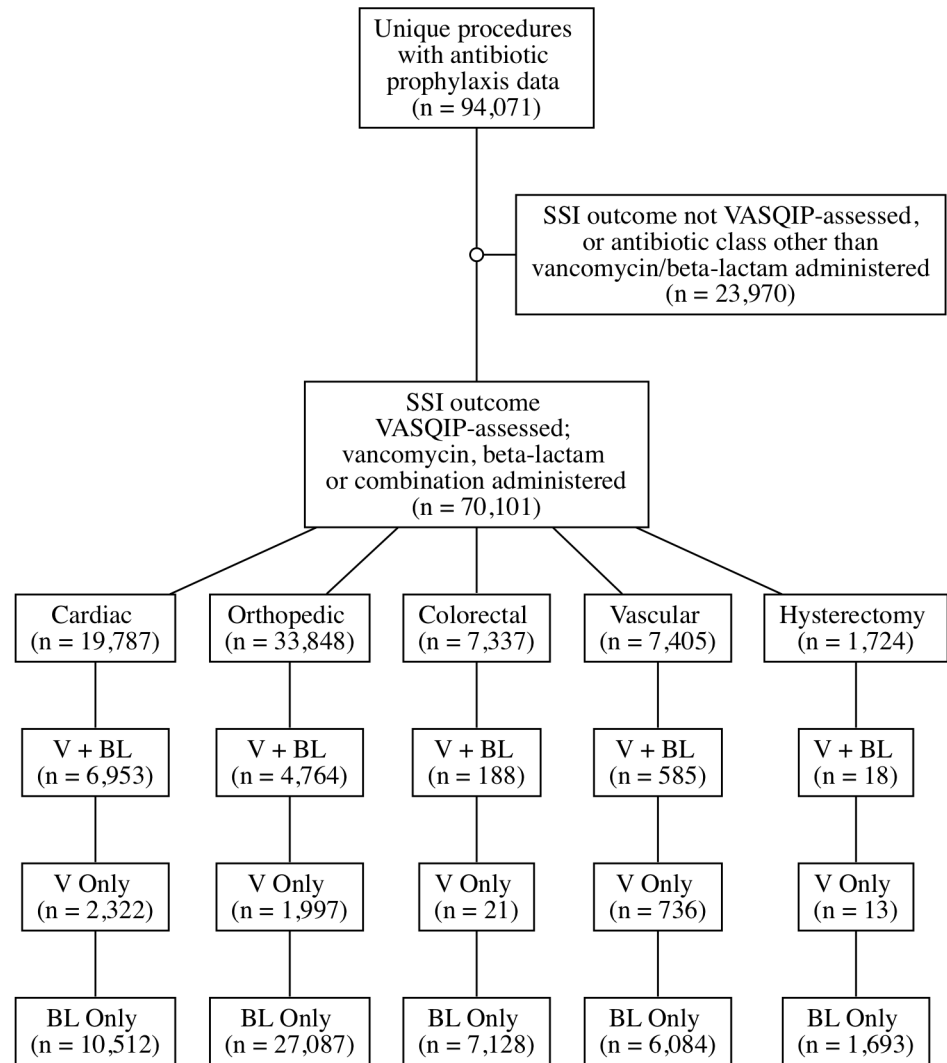 Unique procedures
with antibiotic
prophylaxis data
(n = 94,071)
SSI outcome not VASQIP-assessed,
or antibiotic class other than
vancomycin/beta-lactam administered
(n = 23,970)
SSI outcome
VASQIP-assessed;
vancomycin, beta-lactam
or combination administered
(n = 70,101)
Cardiac
(n = 19,787)
Orthopedic
(n = 33,848)
Colorectal
(n = 7,337)
Vascular
(n = 7,405)
Hysterectomy
(n = 1,724)
V + BL
(n = 6,953)
V + BL
(n = 4,764)
V + BL
(n = 188)
V + BL
(n = 585)
V + BL
(n = 18)
V Only
(n = 2,322)
V Only
(n = 1,997)
V Only
(n = 21)
V Only
(n = 736)
V Only
(n = 13)
BL Only
(n = 10,512)
BL Only
(n = 27,087)
BL Only
(n = 7,128)
BL Only
(n = 6,084)
BL Only
(n = 1,693)